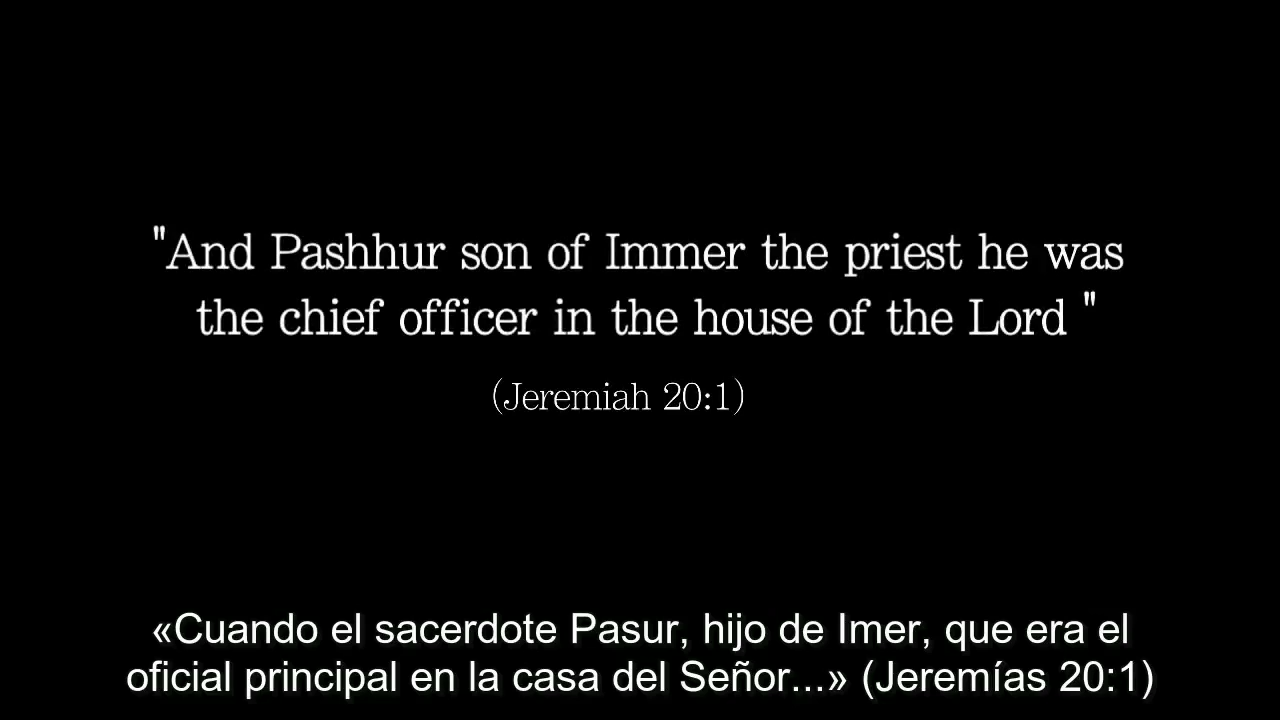 "And Pashhur son of Immer the priest he was
the chief officer in the house of the Lord "
(Jeremiah 20:1)
«Cuando el sacerdote Pasur, hijo de Imer, que era el
oficial principal en la casa del Señor...» (Jeremías 20:1)